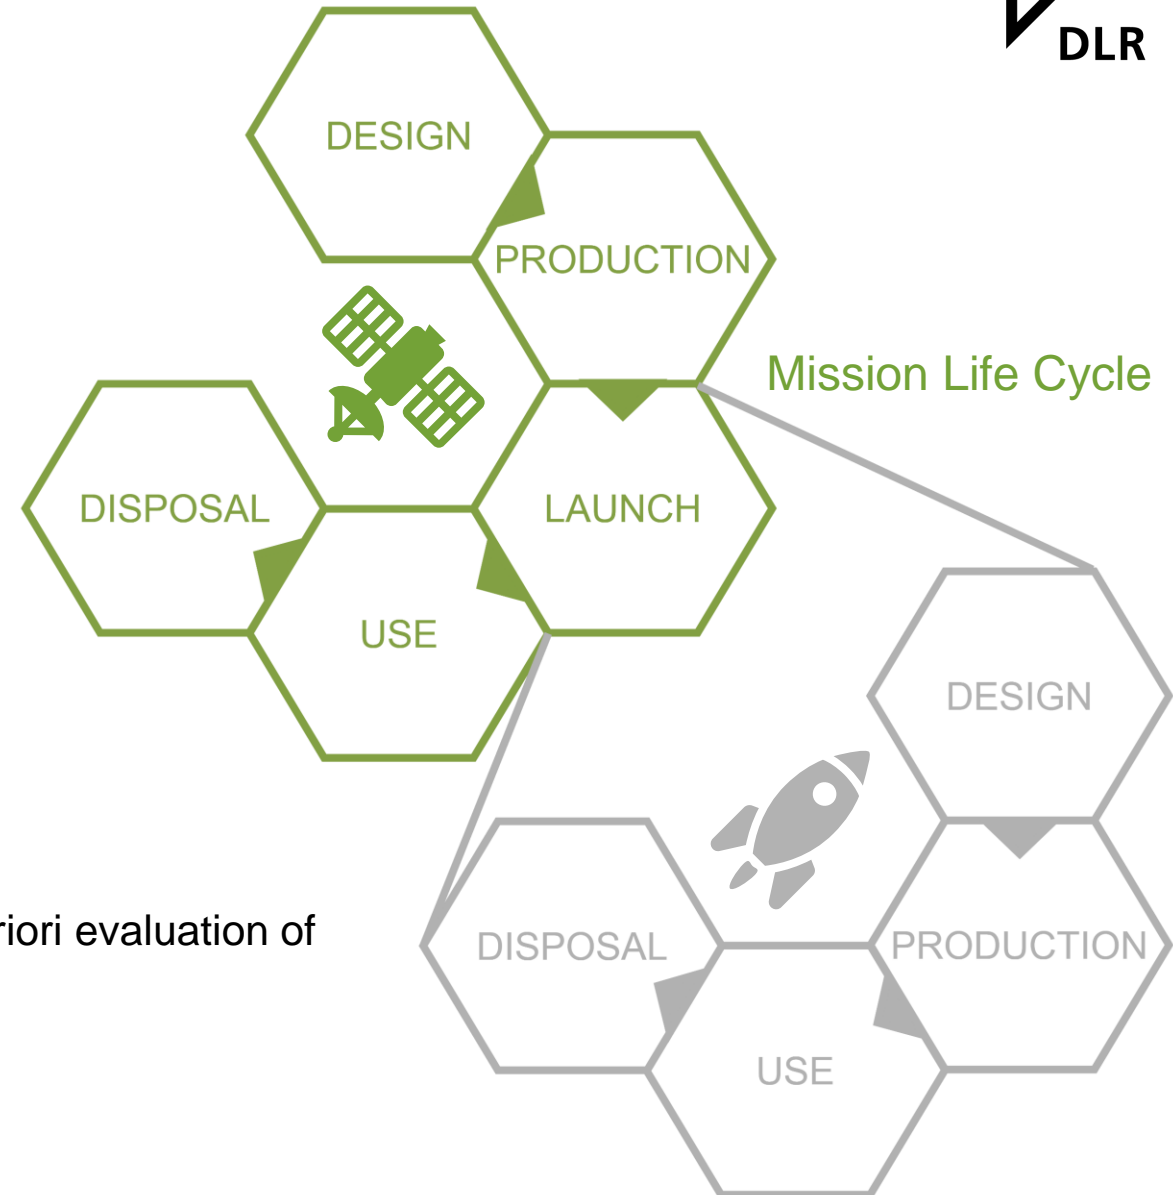 DLR
DESIGN
PRODUCTION
Mission Life Cycle
DISPOSAL
LAUNCH
USE
DESIGN
riori evaluation of
DISPOSAL
PRODUCTION
USE